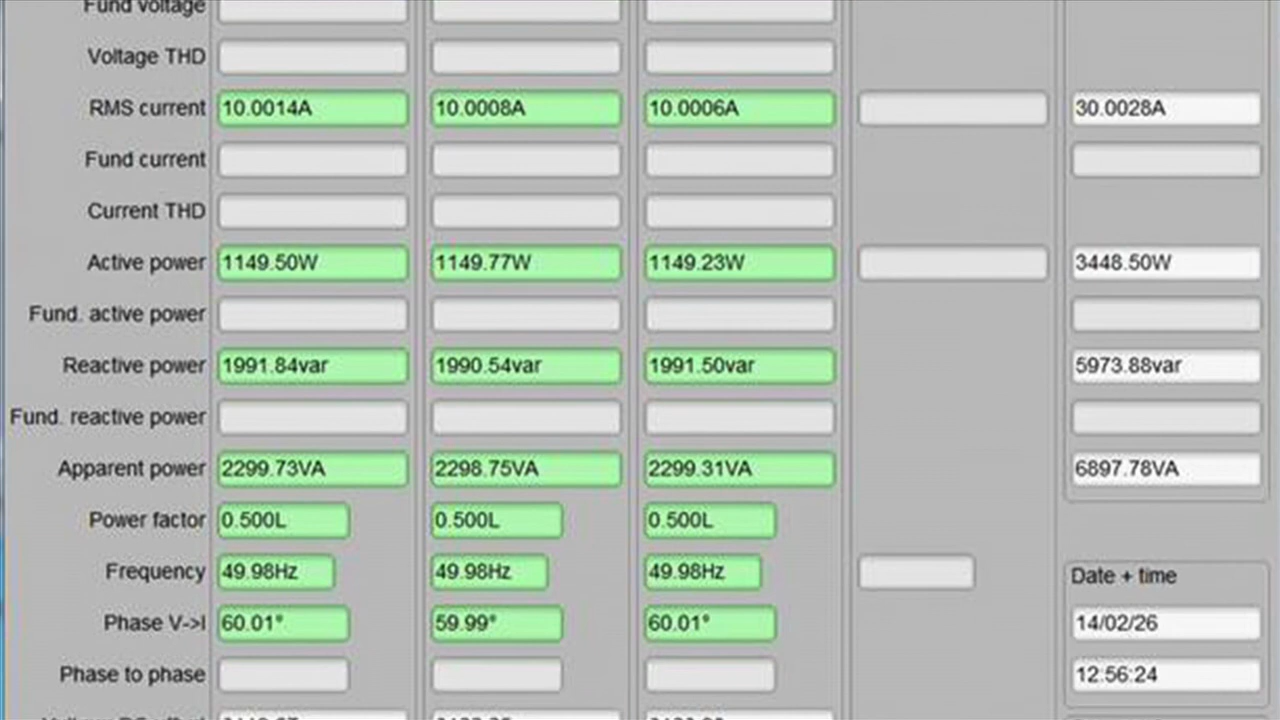 Fund voltage
Voltage THD
RMS current 10.0014A 10.0008A 10.0006A 30.0028A
Fund current
Current THD
Active power 1149.50W 1149.77W 1149.23W 3448.50W
Fund. active power
Reactive power 1991.84var 1990.54var 1991.50var 5973.88var
Fund. reactive power
Apparent power 2299.73VA 2298.75VA 2299.31VA 6897.78VA
Power factor 0.500L 0.500L 0.500L
Frequency 49.98Hz 49.98Hz 49.98Hz
Date + time
Phase V->I 60.01° 59.99° 60.01° 14/02/26
Phase to phase 12:56:24